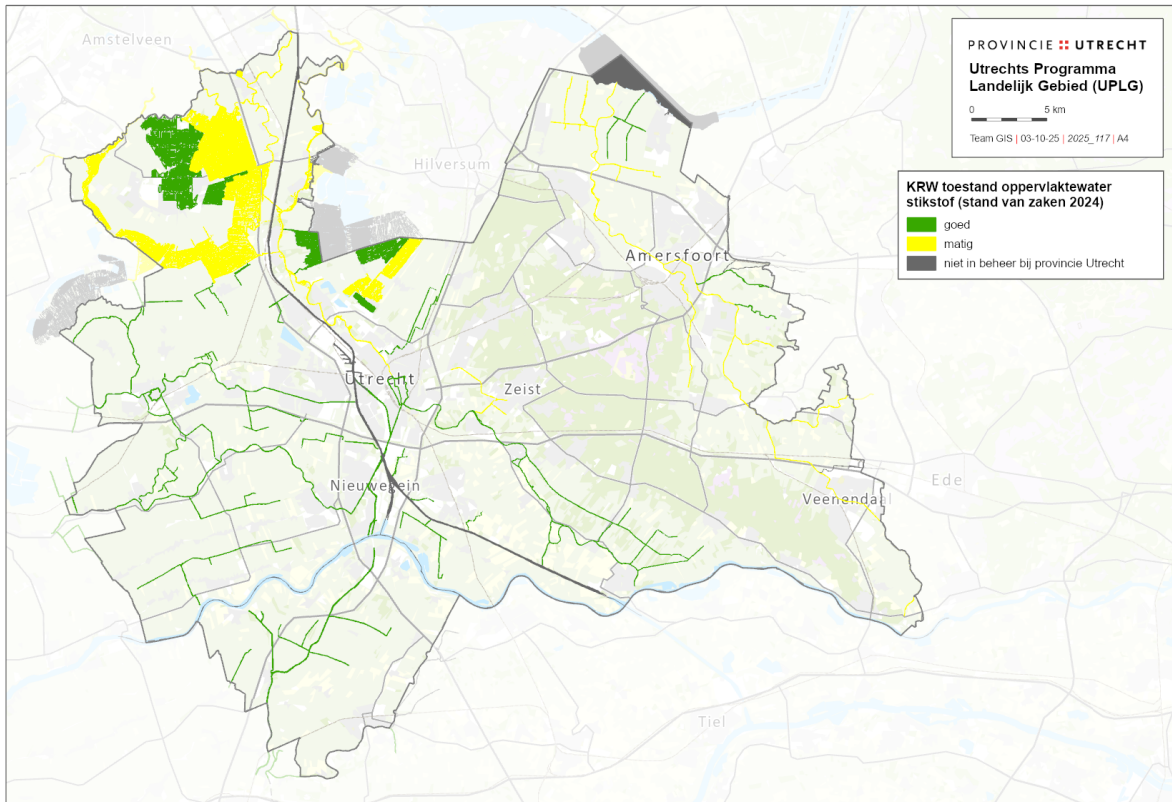 Amstelveen
Hilversum
Amersfoort
Utrecht
Zeist
Nieuwegein
Veenendaal
Ede
Tiel
PROVINCIE UTRECHT
Utrechts Programma
Landelijk Gebied (UPLG)
0 5 km
Team GIS | 03-10-25 | 2025_117 | A4
KRW toestand oppervlaktewater
stikstof (stand van zaken 2024)
goed
matig
niet in beheer bij provincie Utrecht